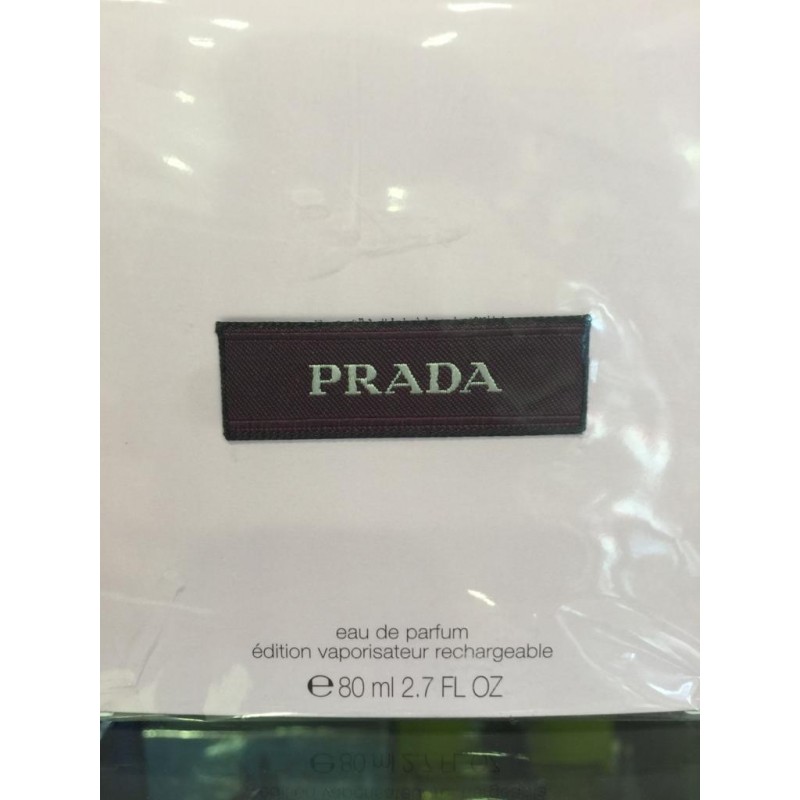 PRADA
eau de parfum
édition vaporisateur rechargeable
℮ 80 ml 2.7 FL OZ